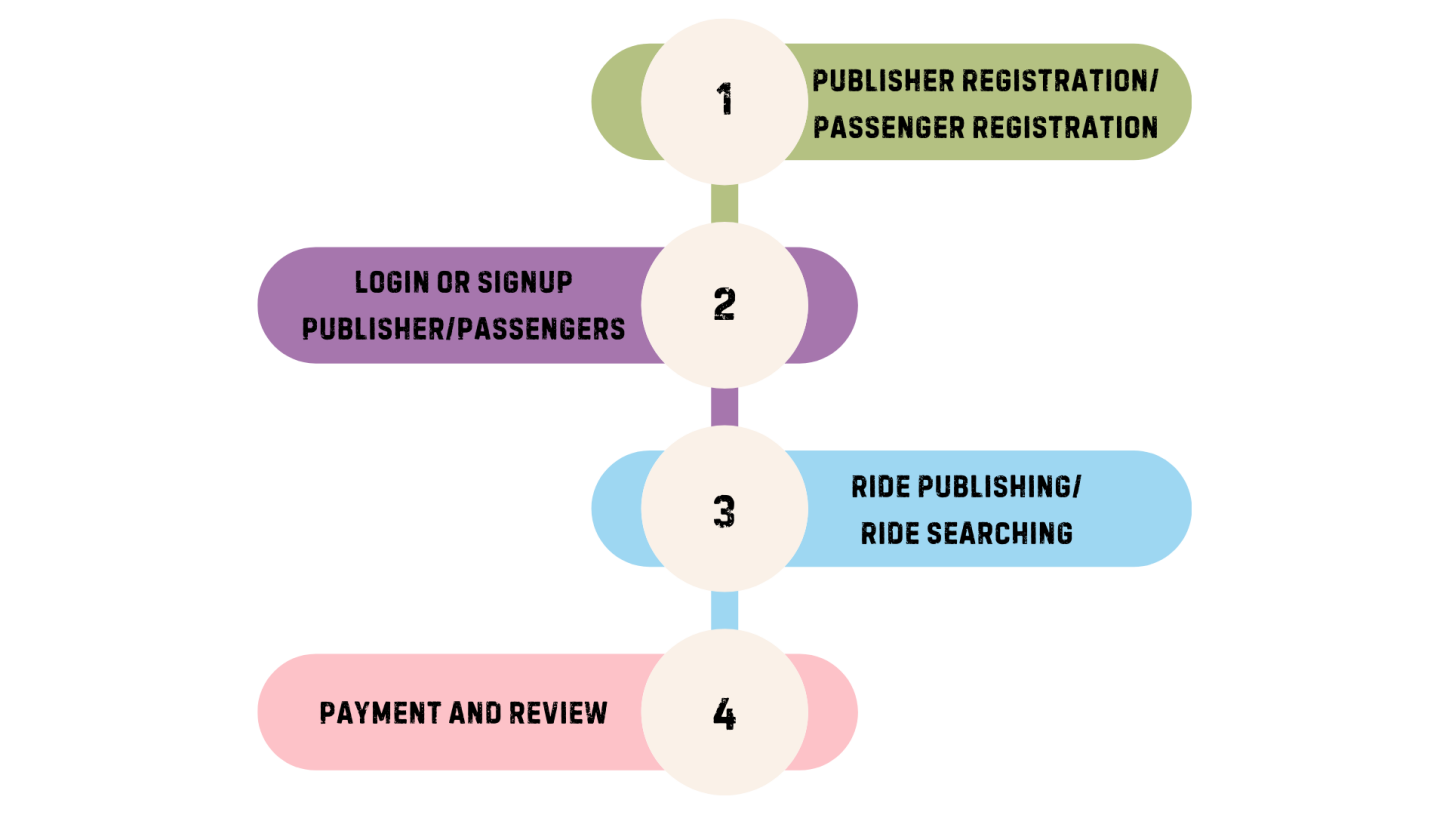 1
PUBLISHER REGISTRATION/
PASSENGER REGISTRATION
LOGIN OR SIGNUP
PUBLISHER/PASSENGERS
2
3
RIDE PUBLISHING/
RIDE SEARCHING
PAYMENT AND REVIEW
4